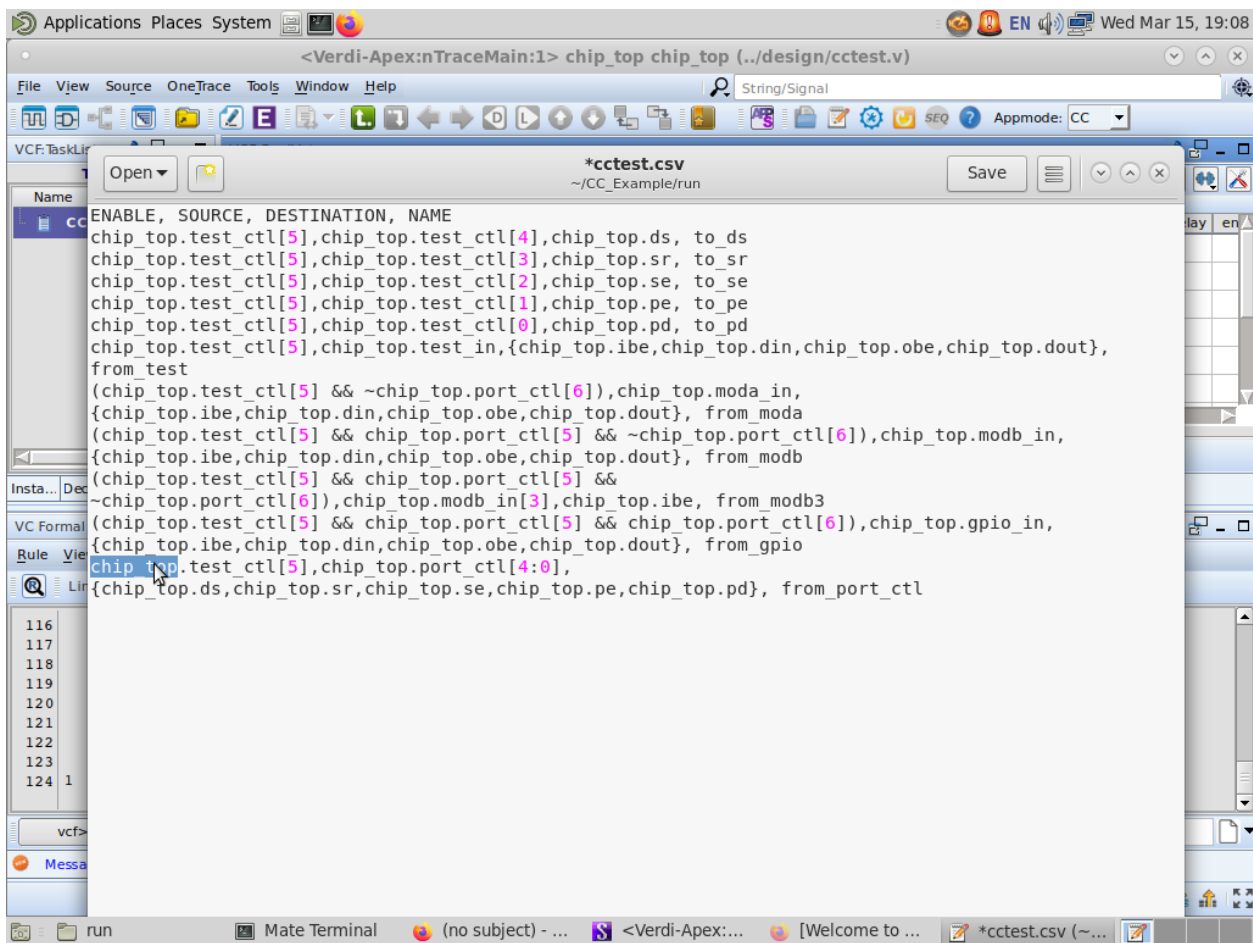 Applications Places System
EN Wed Mar 15, 19:08
<Verdi-Apex:nTraceMain:1> chip_top chip_top (../design/cctest.v)
File View Source OneTrace Tools Window Help
String/Signal
D L SEQ Appmode: CC
Open
*cctest.csv
~/CC_Example/run
Save
Name
CC
ENABLE, SOURCE, DESTINATION, NAME
chip_top.test_ctl[5],chip_top.test_ctl[4],chip_top.ds, to_ds
chip_top.test_ctl[5],chip_top.test_ctl[3],chip_top.sr, to_sr
chip_top.test_ctl[5],chip_top.test_ctl[2],chip_top.se, to_se
chip_top.test_ctl[5],chip_top.test_ctl[1],chip_top.pe, to_pe
chip_top.test_ctl[5],chip_top.test_ctl[0],chip_top.pd, to_pd
chip_top.test_ctl[5],chip_top.test_in,{chip_top.ibe,chip_top.din,chip_top.obe,chip_top.dout},
from_test
(chip_top.test_ctl[5] && ~chip_top.port_ctl[6]),chip_top.moda_in,
{chip_top.ibe,chip_top.din,chip_top.obe,chip_top.dout}, from_moda
(chip_top.test_ctl[5] && chip_top.port_ctl[5] && ~chip_top.port_ctl[6]),chip_top.modb_in,
{chip_top.ibe,chip_top.din,chip_top.obe,chip_top.dout}, from_modb
(chip_top.test_ctl[5] && chip_top.port_ctl[5] &&
~chip_top.port_ctl[6]),chip_top.modb_in[3],chip_top.ibe, from_modb3
(chip_top.test_ctl[5] && chip_top.port_ctl[5] && chip_top.port_ctl[6]),chip_top.gpio_in,
{chip_top.ibe,chip_top.din,chip_top.obe,chip_top.dout}, from_gpio
chip_top.test_ctl[5],chip_top.port_ctl[4:0],
{chip_top.ds,chip_top.sr,chip_top.se,chip_top.pe,chip_top.pd}, from_port_ctl
Insta... Dec
VC Formal
Rule Vie
116
117
118
119
120
121
122
123
124 1
vcf>
Messa
run Mate Terminal (no subject) - ... <Verdi-Apex:... [Welcome to ... *cctest.csv (~...